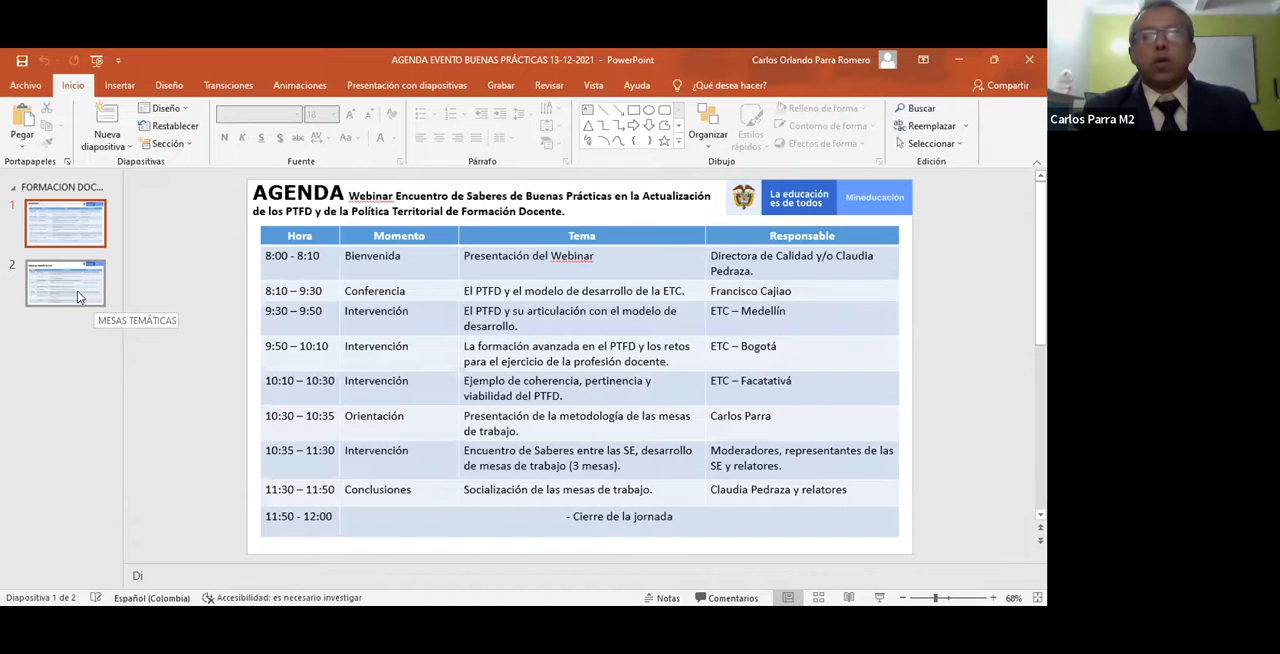 AGENDA EVENTO BUENAS PRÁCTICAS 13-12-2021 - PowerPoint
Carlos Orlando Parra Romero
Archivo
Inicio
Insertar
Diseño
Transiciones
Animaciones
Presentación con diapositivas
Grabar
Revisar
Vista
Ayuda
¿Qué desea hacer?
Compartir
Carlos Parra M2
Pegar
Nueva
diapositiva
Diseño
Restablecer
Sección
18
N K S S abc AV Aa A
Organizar
Estilos
rápidos
Relleno de forma
Contorno de forma
Efectos de forma
Buscar
Reemplazar
Seleccionar
Portapapeles
Diapositivas
Fuente
Párrafo
Dibujo
Edición
FORMACION DOC...
1
2
MESAS TEMÁTICAS
AGENDA Webinar Encuentro de Saberes de Buenas Prácticas en la Actualización
de los PTFD y de la Política Territorial de Formación Docente.
La educación
es de todos
Mineducación
Hora Momento Tema Responsable
8:00 - 8:10 Bienvenida Presentación del Webinar Directora de Calidad y/o Claudia
Pedraza.
8:10 – 9:30 Conferencia El PTFD y el modelo de desarrollo de la ETC. Francisco Cajiao
9:30 – 9:50 Intervención El PTFD y su articulación con el modelo de ETC – Medellín
desarrollo.
9:50 – 10:10 Intervención La formación avanzada en el PTFD y los retos ETC – Bogotá
para el ejercicio de la profesión docente.
10:10 – 10:30 Intervención Ejemplo de coherencia, pertinencia y ETC – Facatativá
viabilidad del PTFD.
10:30 – 10:35 Orientación Presentación de la metodología de las mesas Carlos Parra
de trabajo.
10:35 – 11:30 Intervención Encuentro de Saberes entre las SE, desarrollo Moderadores, representantes de las
de mesas de trabajo (3 mesas). SE y relatores.
11:30 – 11:50 Conclusiones Socialización de las mesas de trabajo. Claudia Pedraza y relatores
11:50 - 12:00 - Cierre de la jornada
Di
Diapositiva 1 de 2
Español (Colombia)
Accesibilidad: es necesario investigar
Notas
Comentarios
68%